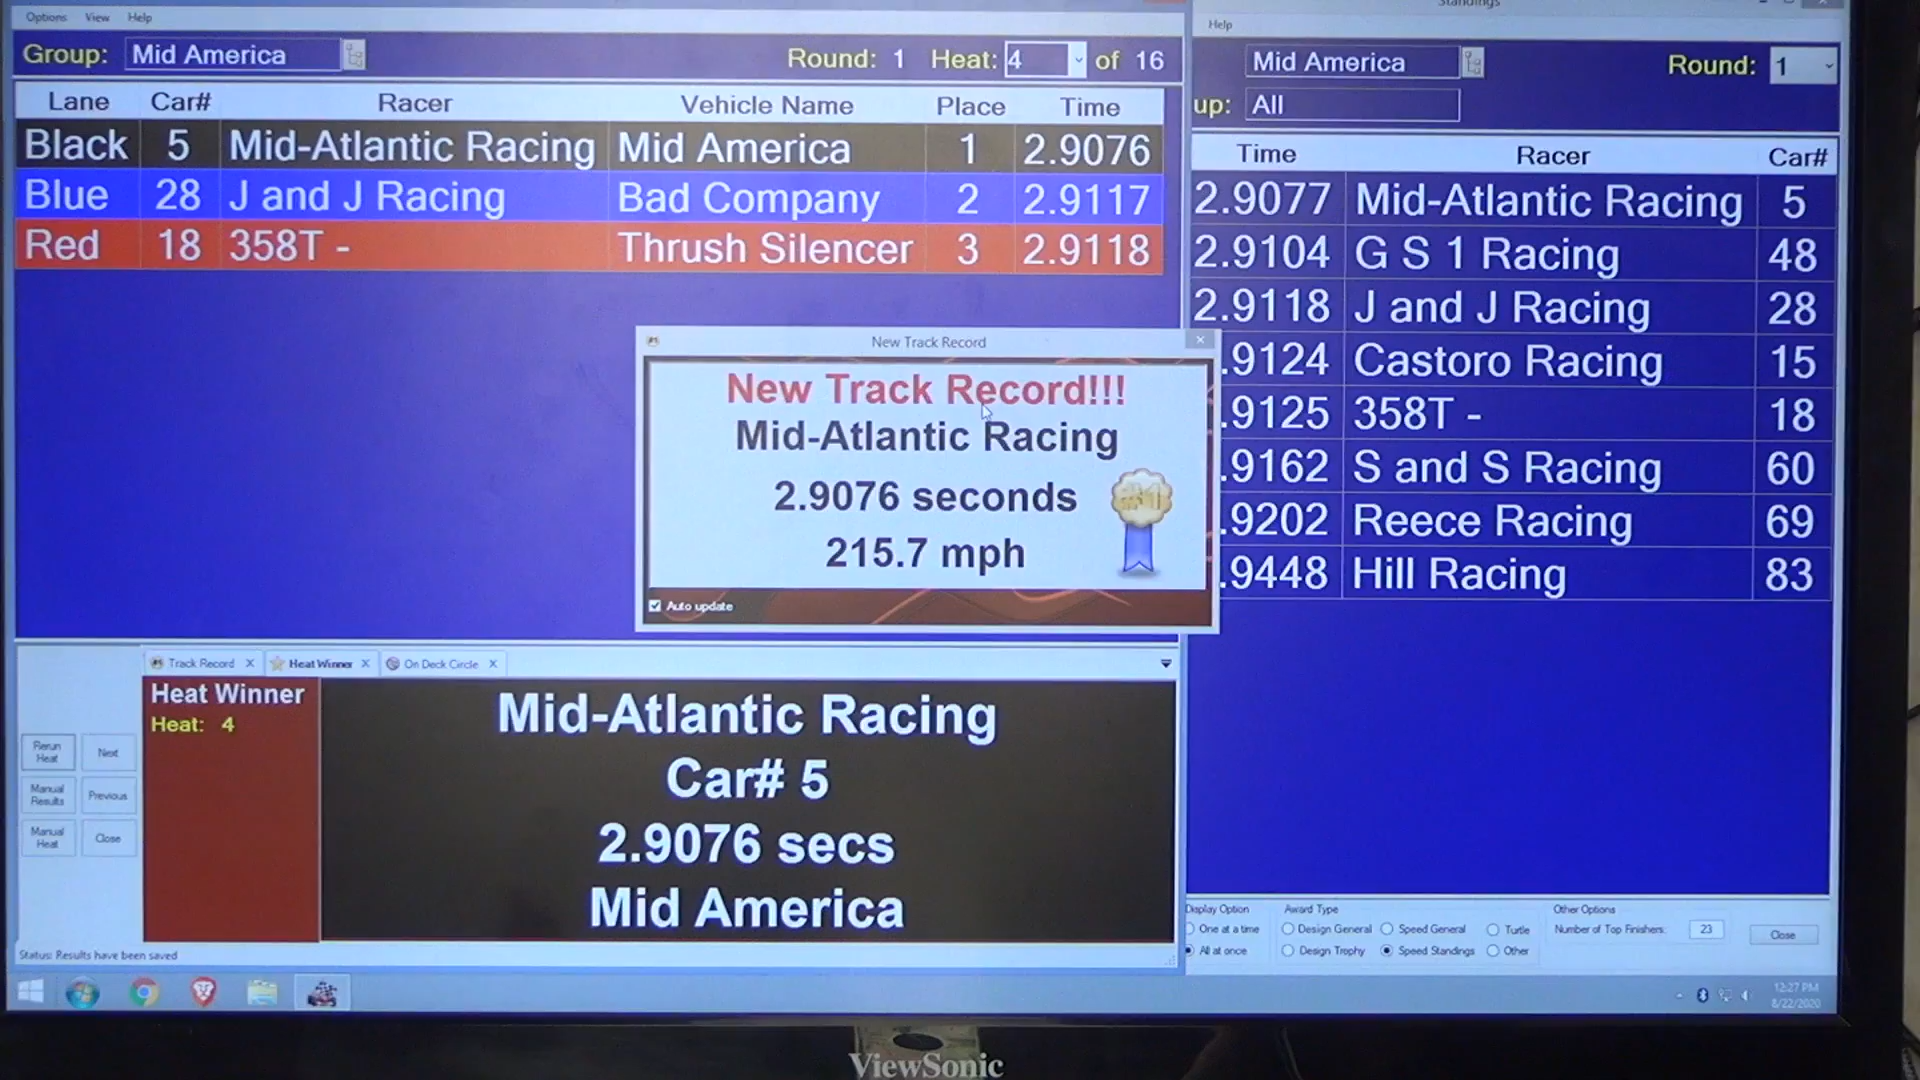 Options View Help
Group: Mid America Round: 1 Heat: 4 of 16
Lane Car# Racer Vehicle Name Place Time
Black 5 Mid-Atlantic Racing Mid America 1 2.9076
Blue 28 J and J Racing Bad Company 2 2.9117
Red 18 358T - Thrush Silencer 3 2.9118
New Track Record
New Track Record!!!
Mid-Atlantic Racing
2.9076 seconds
215.7 mph
#1
Auto update
Track Record Heat Winner On Deck Circle
Heat Winner
Heat: 4
Mid-Atlantic Racing
Car# 5
2.9076 secs
Mid America
Rerun Heat Next
Manual Results Previous
Manual Heat Close
Status: Results have been saved
Standings
Help
Mid America Round: 1
up: All
Time Racer Car#
2.9077 Mid-Atlantic Racing 5
2.9104 G S 1 Racing 48
2.9118 J and J Racing 28
.9124 Castoro Racing 15
.9125 358T - 18
.9162 S and S Racing 60
.9202 Reece Racing 69
.9448 Hill Racing 83
Display Option Award Type Other Options
One at a time Design General Speed General Turtle Number of Top Finishers: 23 Close
All at once Design Trophy Speed Standings Other
12:27 PM
8/22/2020
ViewSonic